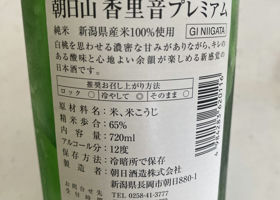 朝日山 香里音プレミアム
純米 新潟県産米100%使用 GI NIIGATA
白桃を思わせる濃密な甘みがありながら、キレの
ある酸味と心地よい余韻が楽しめる新感覚の
日本酒です。
推奨お召し上がり方法
ロック ○ 冷やして ◎ そのまま ○
原材料名 米、米こうじ
精米歩合 65%
内容量 720ml
アルコール分 12度
保存方法 冷暗所で保存
製造者 朝日酒造株式会社
新潟県長岡市朝日880-1
お問合せ先 TEL 0258-41-3777